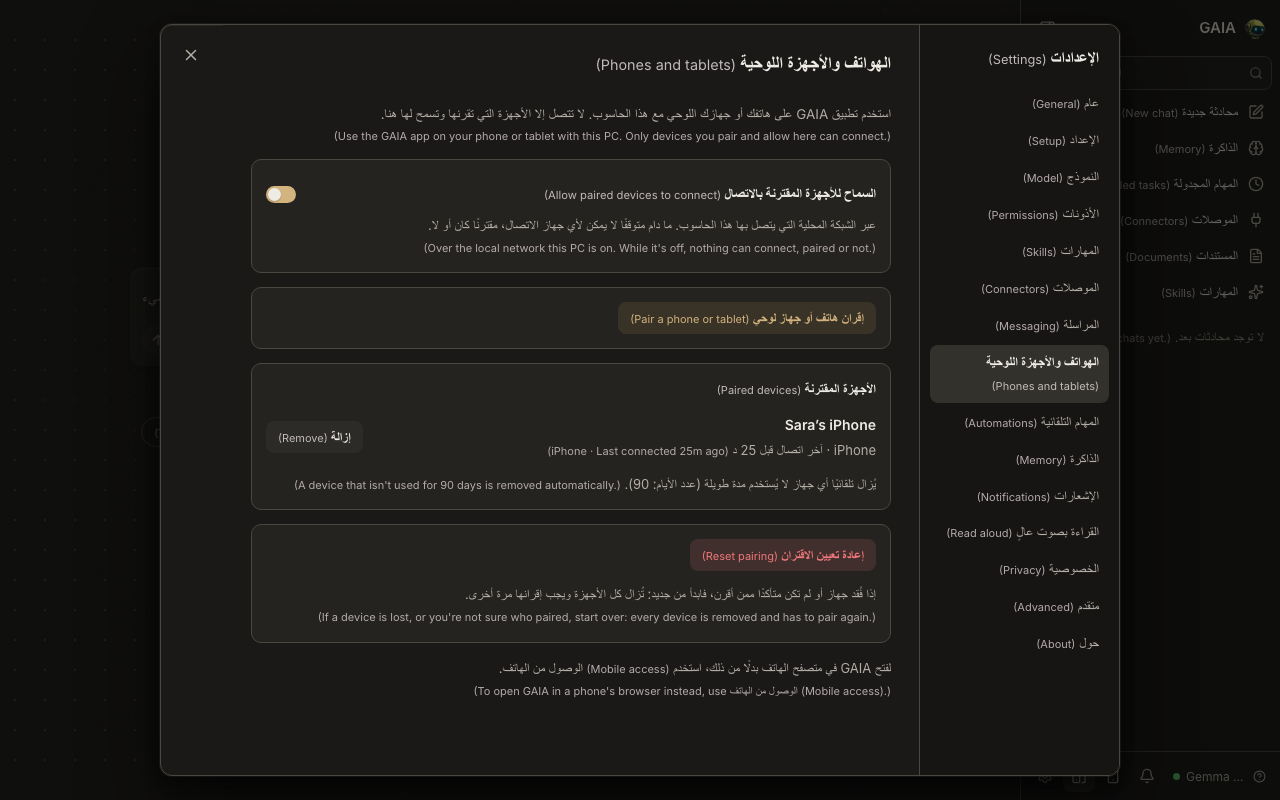 GAIA
محادثة جديدة (New chat)
الذاكرة (Memory)
المهام المجدولة
الموصلات (Connectors)
المستندات (Documents)
المهارات (Skills)
لا توجد محادثات بعد.
Gemma ...
الإعدادات (Settings)
عام (General)
الإعداد (Setup)
النموذج (Model)
الأذونات (Permissions)
المهارات (Skills)
الموصلات (Connectors)
المراسلة (Messaging)
الهواتف والأجهزة اللوحية
(Phones and tablets)
المهام التلقائية (Automations)
الذاكرة (Memory)
الإشعارات (Notifications)
القراءة بصوت عالٍ (Read aloud)
الخصوصية (Privacy)
متقدم (Advanced)
حول (About)
الهواتف والأجهزة اللوحية (Phones and tablets)
استخدم تطبيق GAIA على هاتفك أو جهازك اللوحي مع هذا الحاسوب. لا تتصل إلا الأجهزة التي تقرنها وتسمح لها هنا.
(Use the GAIA app on your phone or tablet with this PC. Only devices you pair and allow here can connect.)
السماح للأجهزة المقترنة بالاتصال (Allow paired devices to connect)
عبر الشبكة المحلية التي يتصل بها هذا الحاسوب. ما دام متوقفًا لا يمكن لأي جهاز الاتصال، مقترنًا كان أو لا.
(Over the local network this PC is on. While it's off, nothing can connect, paired or not.)
إقران هاتف أو جهاز لوحي (Pair a phone or tablet)
الأجهزة المقترنة (Paired devices)
Sara’s iPhone
iPhone · آخر اتصال قبل 25 د (iPhone · Last connected 25m ago)
إزالة (Remove)
يُزال تلقائيًا أي جهاز لا يُستخدم مدة طويلة (عدد الأيام: 90). (A device that isn't used for 90 days is removed automatically.)
إعادة تعيين الاقتران (Reset pairing)
إذا فُقد جهاز أو لم تكن متأكدًا ممن أقرن، فابدأ من جديد: تُزال كل الأجهزة ويجب إقرانها مرة أخرى.
(If a device is lost, or you're not sure who paired, start over: every device is removed and has to pair again.)
لفتح GAIA في متصفح الهاتف بدلًا من ذلك، استخدم (Mobile access) الوصول من الهاتف.
(To open GAIA in a phone's browser instead, use الوصول من الهاتف (Mobile access).)